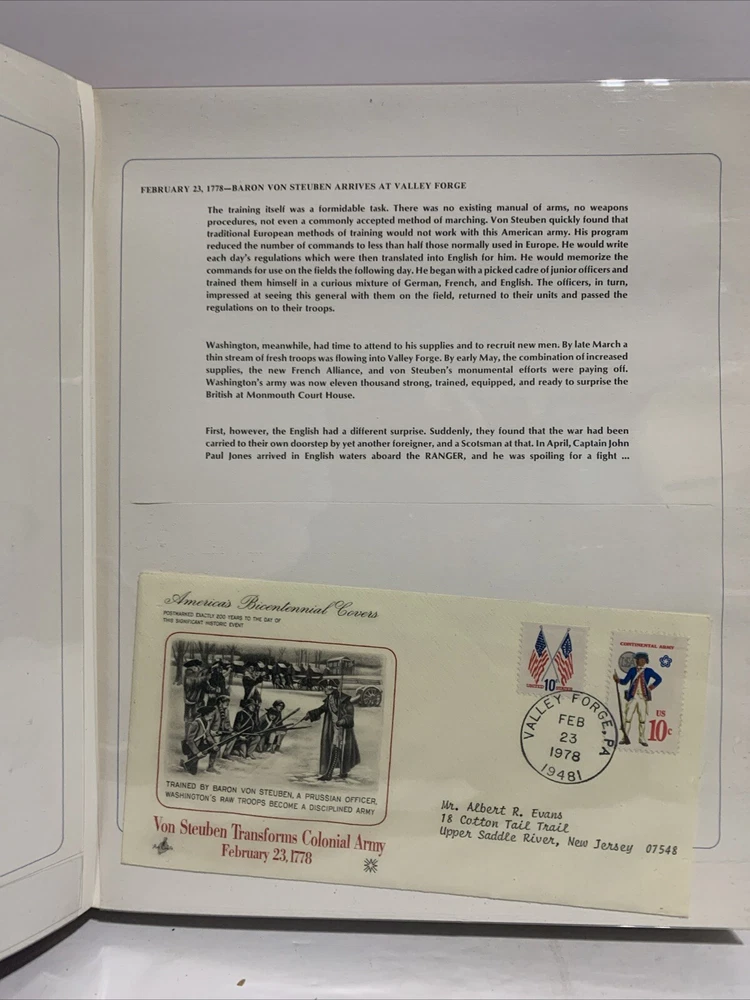 FEBRUARY 23, 1778—BARON VON STEUBEN ARRIVES AT VALLEY FORGE
The training itself was a formidable task. There was no existing manual of arms, no weapons
procedures, not even a commonly accepted method of marching. Von Steuben quickly found that
traditional European methods of training would not work with this American army. His program
reduced the number of commands to less than half those normally used in Europe. He would write
each day's regulations which were then translated into English for him. He would memorize the
commands for use on the fields the following day. He began with a picked cadre of junior officers and
trained them himself in a curious mixture of German, French, and English. The officers, in turn,
impressed at seeing this general with them on the field, returned to their units and passed the
regulations on to their troops.
Washington, meanwhile, had time to attend to his supplies and to recruit new men. By late March a
thin stream of fresh troops was flowing into Valley Forge. By early May, the combination of increased
supplies, the new French Alliance, and von Steuben's monumental efforts were paying off.
Washington's army was now eleven thousand strong, trained, equipped, and ready to surprise the
British at Monmouth Court House.
First, however, the English had a different surprise. Suddenly, they found that the war had been
carried to their own doorstep by yet another foreigner, and a Scotsman at that. In April, Captain John
Paul Jones arrived in English waters aboard the RANGER, and he was spoiling for a fight ...
America's Bicentennial Covers
POSTMARKED EXACTLY 200 YEARS TO THE DAY OF
THIS SIGNIFICANT HISTORIC EVENT
TRAINED BY BARON VON STEUBEN, A PRUSSIAN OFFICER,
WASHINGTON'S RAW TROOPS BECOME A DISCIPLINED ARMY
Von Steuben Transforms Colonial Army
February 23, 1778
10c
CONTINENTAL ARMY
US
10c
VALLEY FORGE, PA
FEB
23
1978
19481
Mr. Albert R. Evans
18 Cotton Tail Trail
Upper Saddle River, New Jersey 07548